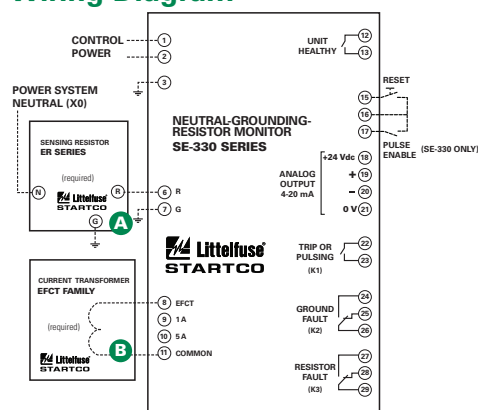 Wiring Diagram
CONTROL
POWER
1
2
3
POWER SYSTEM
NEUTRAL (X0)
SENSING RESISTOR
ER SERIES
(required)
N
R
Littelfuse®
STARTCO
G
A
6 R
7 G
CURRENT TRANSFORMER
EFCT FAMILY
(required)
B
Littelfuse®
STARTCO
8 EFCT
9 1 A
10 5 A
11 COMMON
NEUTRAL-GROUNDING-
RESISTOR MONITOR
SE-330 SERIES
Littelfuse®
STARTCO
UNIT
HEALTHY
12
13
RESET
15
16
17
PULSE
ENABLE
(SE-330 ONLY)
+24 Vdc 18
ANALOG
OUTPUT
4-20 mA
+ 19
– 20
0 V 21
TRIP OR
PULSING
(K1)
22
23
GROUND
FAULT
(K2)
24
25
26
RESISTOR
FAULT
(K3)
27
28
29